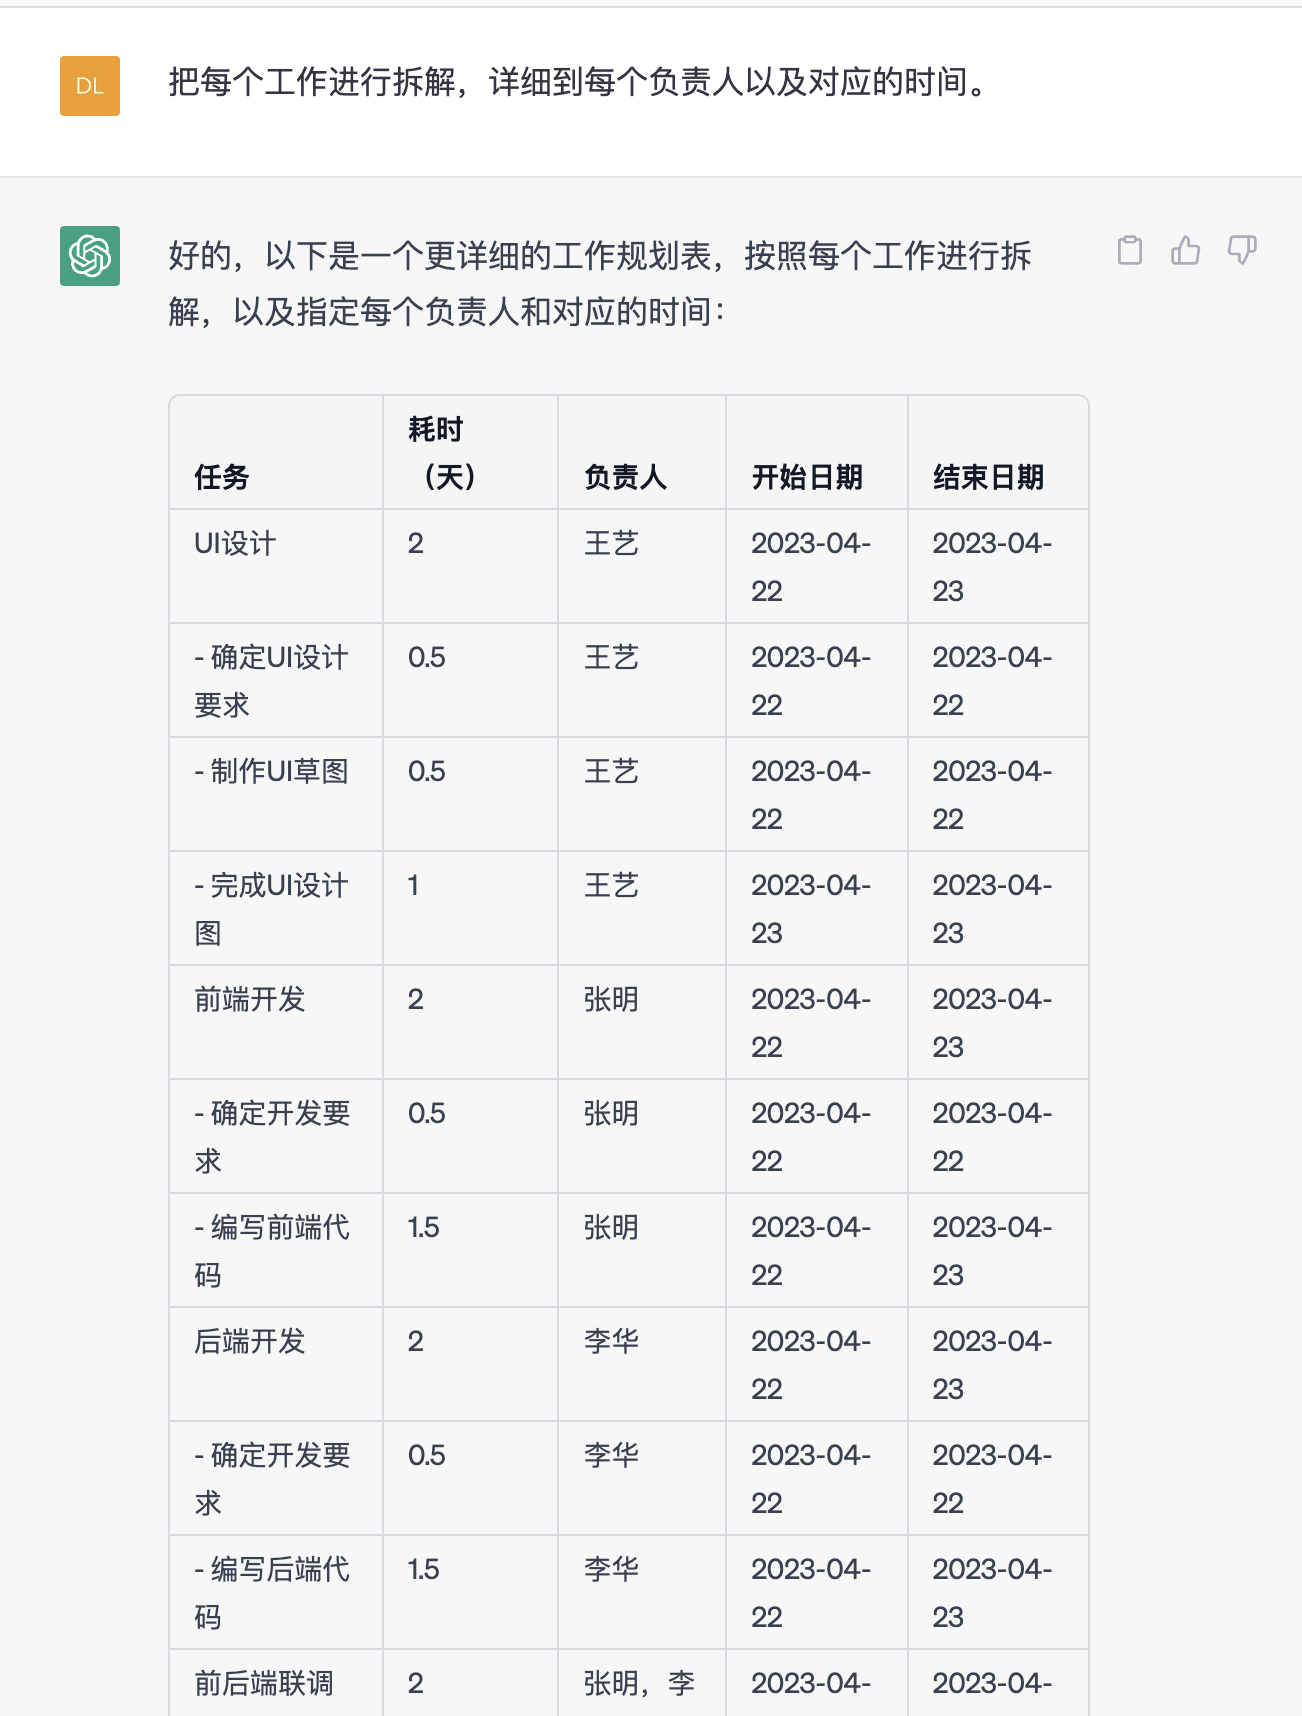 DL
把每个工作进行拆解，详细到每个负责人以及对应的时间。
好的，以下是一个更详细的工作规划表，按照每个工作进行拆
解，以及指定每个负责人和对应的时间：
耗时
任务 （天） 负责人 开始日期 结束日期
UI设计 2 王艺 2023-04- 2023-04-
22 23
- 确定UI设计 0.5 王艺 2023-04- 2023-04-
要求 22 22
- 制作UI草图 0.5 王艺 2023-04- 2023-04-
22 22
- 完成UI设计 1 王艺 2023-04- 2023-04-
图 23 23
前端开发 2 张明 2023-04- 2023-04-
22 23
- 确定开发要 0.5 张明 2023-04- 2023-04-
求 22 22
- 编写前端代 1.5 张明 2023-04- 2023-04-
码 22 23
后端开发 2 李华 2023-04- 2023-04-
22 23
- 确定开发要 0.5 李华 2023-04- 2023-04-
求 22 22
- 编写后端代 1.5 李华 2023-04- 2023-04-
码 22 23
前后端联调 2 张明，李 2023-04- 2023-04-